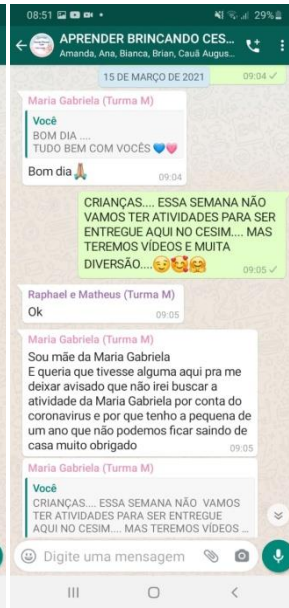 08:51 29%
APRENDER BRINCANDO CES...
Amanda, Ana, Bianca, Brian, Cauã Augus...
15 DE MARÇO DE 2021
09:04
Maria Gabriela (Turma M)
Você
BOM DIA ....
TUDO BEM COM VOCÊS 💙💗
Bom dia 🙏
09:04
CRIANÇAS.... ESSA SEMANA NÃO
VAMOS TER ATIVIDADES PARA SER
ENTREGUE AQUI NO CESIM.... MAS
TEREMOS VÍDEOS E MUITA
DIVERSÃO....😏🥰🤗
09:05
Raphael e Matheus (Turma M)
Ok
09:05
Maria Gabriela (Turma M)
Sou mãe da Maria Gabriela
E queria que tivesse alguma aqui pra me
deixar avisado que não irei buscar a
atividade da Maria Gabriela por conta do
coronavirus e por que tenho a pequena de
um ano que não podemos ficar saindo de
casa muito obrigado
09:05
Maria Gabriela (Turma M)
Você
CRIANÇAS.... ESSA SEMANA NÃO VAMOS
TER ATIVIDADES PARA SER ENTREGUE
AQUI NO CESIM.... MAS TEREMOS VÍDEOS ...
Digite uma mensagem